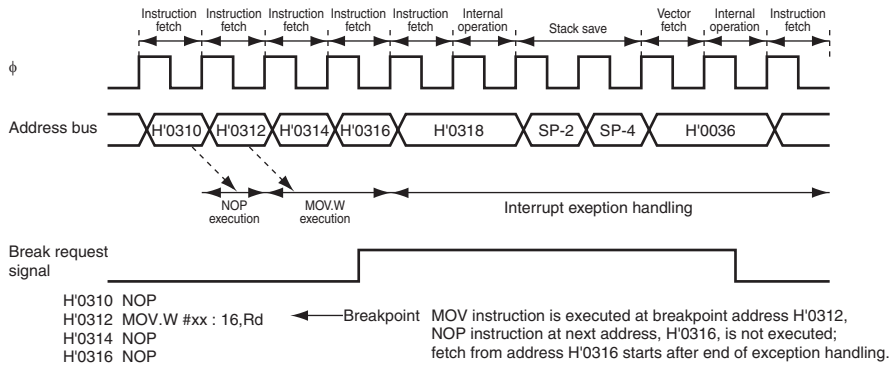 Instruction fetch
Instruction fetch
Instruction fetch
Instruction fetch
Instruction fetch
Internal operation
Stack save
Vector fetch
Internal operation
Instruction fetch
ϕ
Address bus
H'0310
H'0312
H'0314
H'0316
H'0318
SP-2
SP-4
H'0036
NOP execution
MOV.W execution
Interrupt exeption handling
Break request signal
H'0310 NOP
H'0312 MOV.W #xx : 16,Rd
H'0314 NOP
H'0316 NOP
Breakpoint
MOV instruction is executed at breakpoint address H'0312,
NOP instruction at next address, H'0316, is not executed;
fetch from address H'0316 starts after end of exception handling.